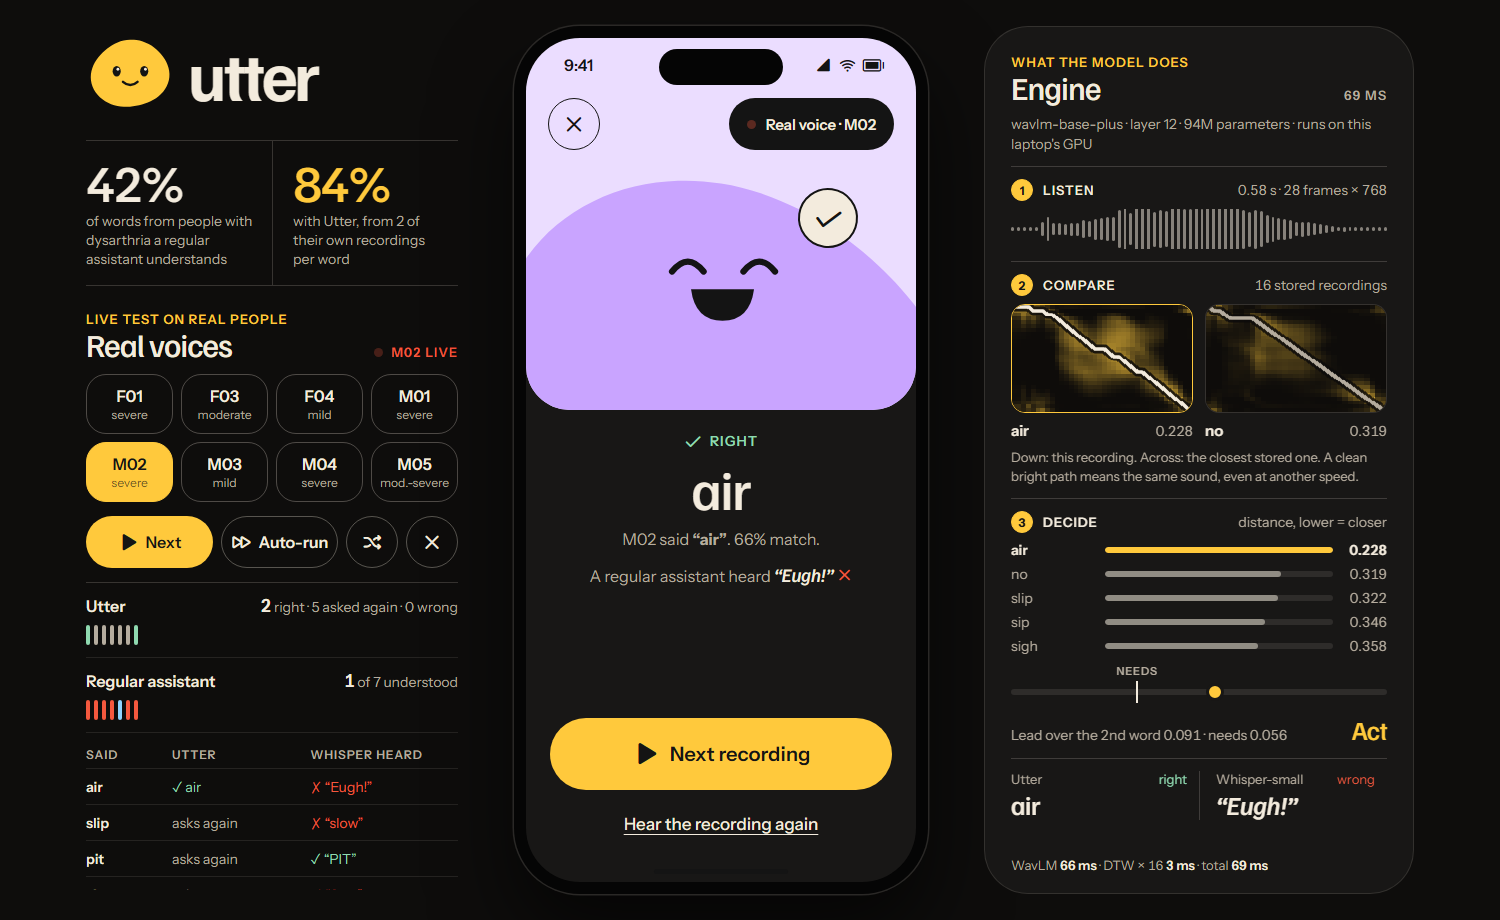 utter
42%
of words from people with
dysarthria a regular
assistant understands
84%
with Utter, from 2 of
their own recordings
per word
LIVE TEST ON REAL PEOPLE
Real voices
M02 LIVE
F01
severe
F03
moderate
F04
mild
M01
severe
M02
severe
M03
mild
M04
severe
M05
mod.-severe
Next
Auto-run
Utter
2 right · 5 asked again · 0 wrong
Regular assistant
1 of 7 understood
SAID UTTER WHISPER HEARD
air ✓ air ✗ “Eugh!”
slip asks again ✗ “slow”
pit asks again ✓ “PIT”
9:41
Real voice · M02
RIGHT
air
M02 said “air”. 66% match.
A regular assistant heard “Eugh!” ✕
Next recording
Hear the recording again
WHAT THE MODEL DOES
Engine
69 MS
wavlm-base-plus · layer 12 · 94M parameters · runs on this
laptop's GPU
1 LISTEN 0.58 s · 28 frames × 768
2 COMPARE 16 stored recordings
air 0.228 no 0.319
Down: this recording. Across: the closest stored one. A clean
bright path means the same sound, even at another speed.
3 DECIDE distance, lower = closer
air 0.228
no 0.319
slip 0.322
sip 0.346
sigh 0.358
NEEDS
Lead over the 2nd word 0.091 · needs 0.056 Act
Utter right
air
Whisper-small wrong
“Eugh!”
WavLM 66 ms · DTW × 16 3 ms · total 69 ms